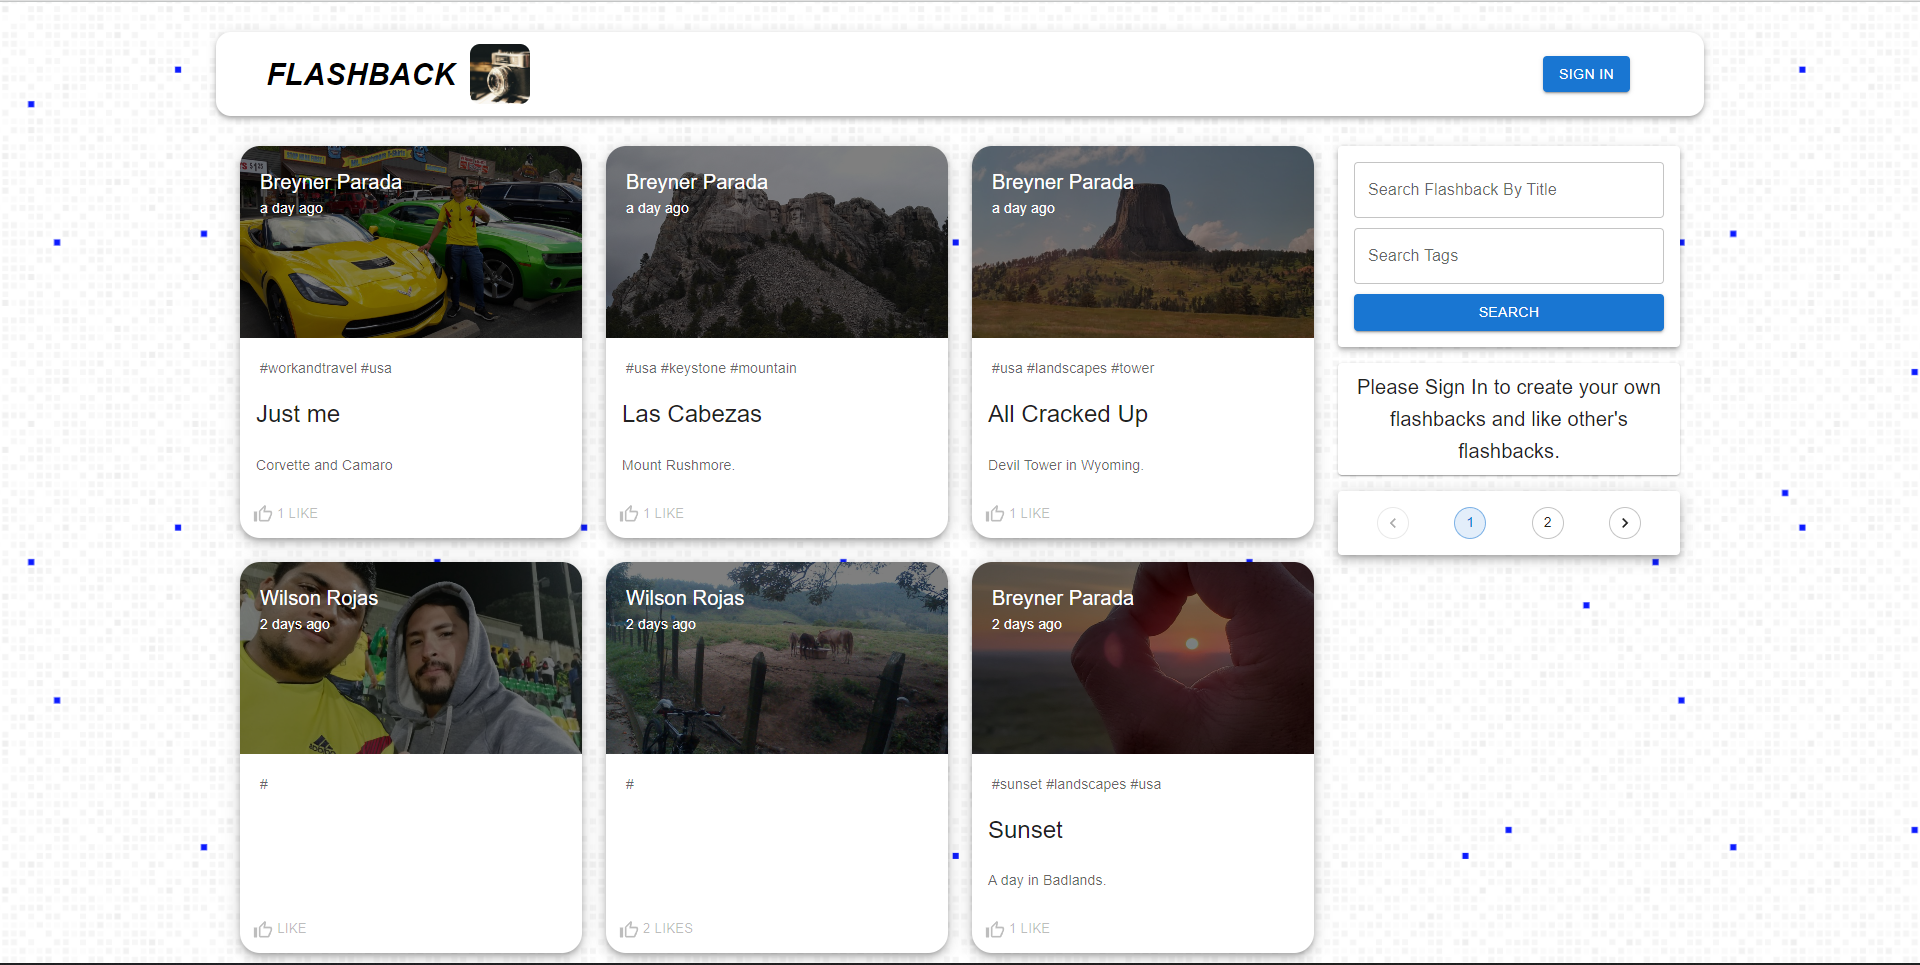 FLASHBACK
SIGN IN
Breyner Parada
a day ago
#workandtravel #usa
Just me
Corvette and Camaro
1 LIKE
Breyner Parada
a day ago
#usa #keystone #mountain
Las Cabezas
Mount Rushmore.
1 LIKE
Breyner Parada
a day ago
#usa #landscapes #tower
All Cracked Up
Devil Tower in Wyoming.
1 LIKE
Search Flashback By Title
Search Tags
SEARCH
Please Sign In to create your own
flashbacks and like other's
flashbacks.
1
2
Wilson Rojas
2 days ago
adidas
#
LIKE
Wilson Rojas
2 days ago
#
2 LIKES
Breyner Parada
2 days ago
#sunset #landscapes #usa
Sunset
A day in Badlands.
1 LIKE